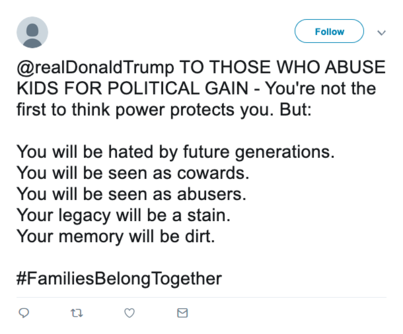 Follow
@realDonaldTrump TO THOSE WHO ABUSE
KIDS FOR POLITICAL GAIN - You're not the
first to think power protects you. But:
You will be hated by future generations.
You will be seen as cowards.
You will be seen as abusers.
Your legacy will be a stain.
Your memory will be dirt.
#FamiliesBelongTogether